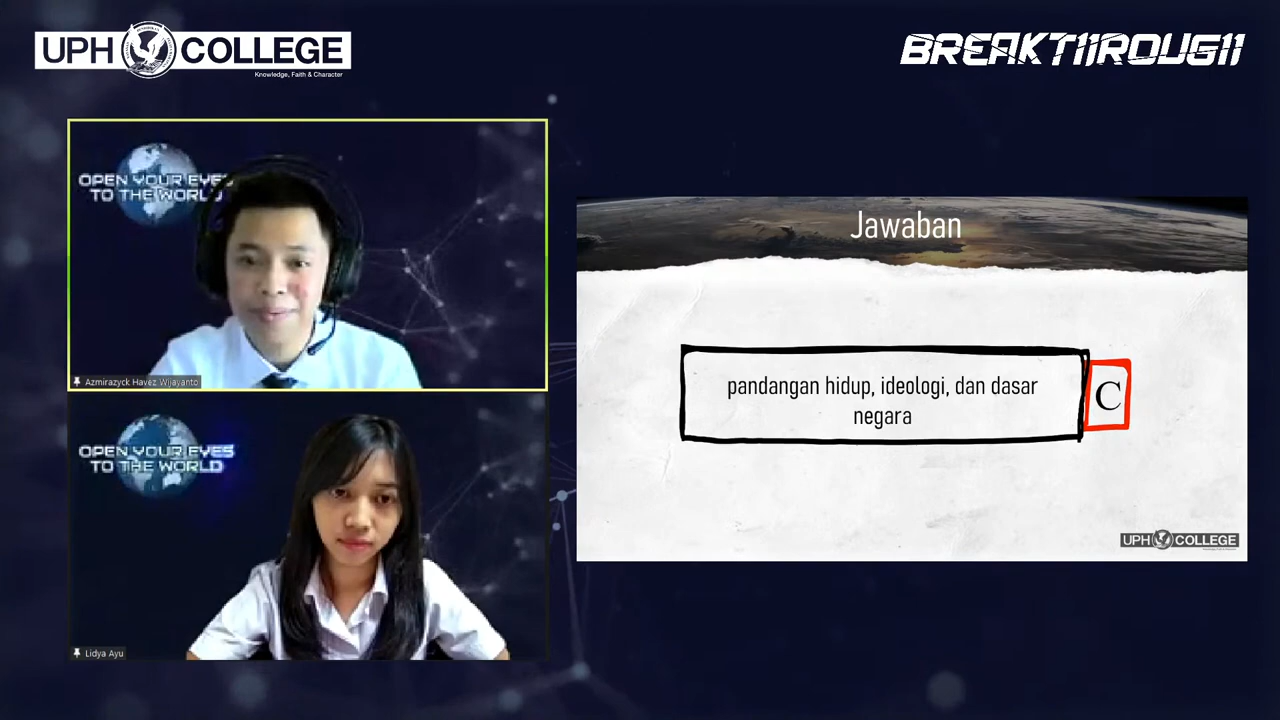 UPH COLLEGE
Knowledge, Faith & Character
BREAKT11ROUG11
OPEN YOUR EYES
TO THE WORLD
Azmirazyck Havez Wijayanto
OPEN YOUR EYES
TO THE WORLD
Lidya Ayu
Jawaban
pandangan hidup, ideologi, dan dasar
negara
C
UPH COLLEGE